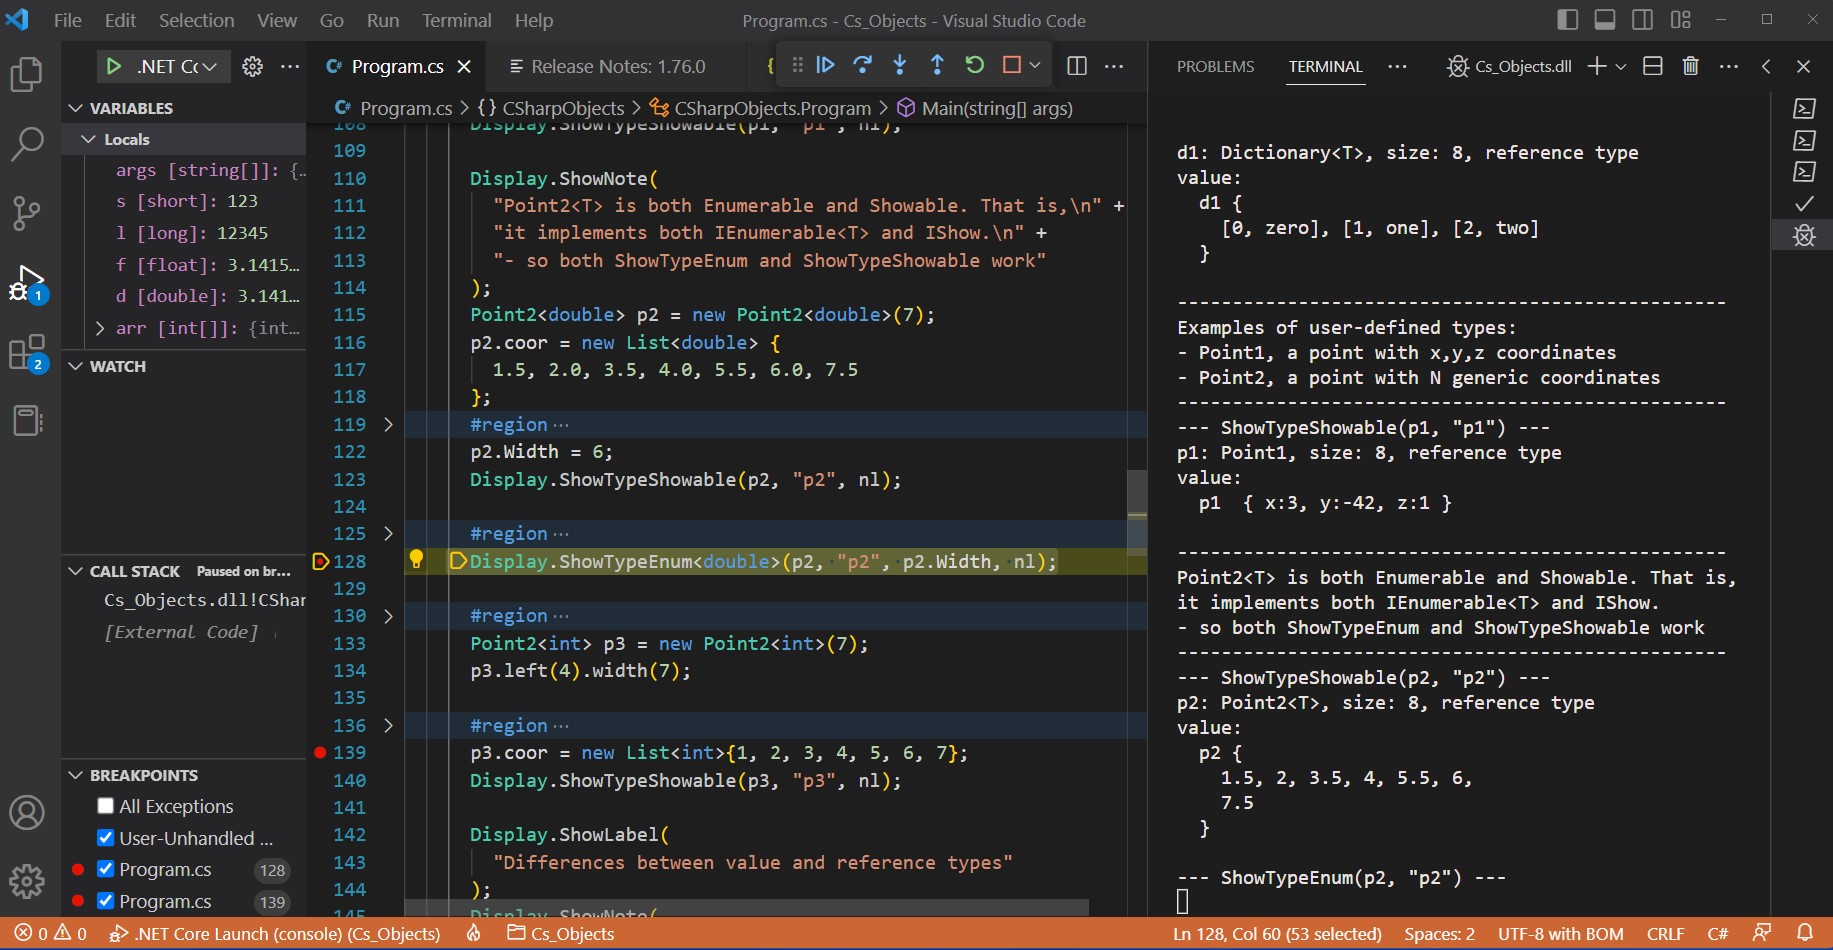 File Edit Selection View Go Run Terminal Help
Program.cs - Cs_Objects - Visual Studio Code
.NET Cc
VARIABLES
Locals
args [string[]]: {…
s [short]: 123
l [long]: 12345
f [float]: 3.1415…
d [double]: 3.141…
arr [int[]]: {int…
WATCH
CALL STACK Paused on br...
Cs_Objects.dll!CShar
[External Code]
BREAKPOINTS
All Exceptions
User-Unhandled ...
Program.cs 128
Program.cs 139
1
2
C# Program.cs
Release Notes: 1.76.0
{
C# Program.cs > {} CSharpObjects > CSharpObjects.Program > Main(string[] args)
108 Display.ShowTypeShowable(p1, "p1", nl);
109
110 Display.ShowNote(
111 "Point2<T> is both Enumerable and Showable. That is,\n" +
112 "it implements both IEnumerable<T> and IShow.\n" +
113 "- so both ShowTypeEnum and ShowTypeShowable work"
114 );
115 Point2<double> p2 = new Point2<double>(7);
116 p2.coor = new List<double> {
117 1.5, 2.0, 3.5, 4.0, 5.5, 6.0, 7.5
118 };
119 #region ···
122 p2.Width = 6;
123 Display.ShowTypeShowable(p2, "p2", nl);
124
125 #region ···
128 Display.ShowTypeEnum<double>(p2, "p2", p2.Width, nl);
129
130 #region ···
133 Point2<int> p3 = new Point2<int>(7);
134 p3.left(4).width(7);
135
136 #region ···
139 p3.coor = new List<int>{1, 2, 3, 4, 5, 6, 7};
140 Display.ShowTypeShowable(p3, "p3", nl);
141
142 Display.ShowLabel(
143 "Differences between value and reference types"
144 );
145 Display.ShowNote(
PROBLEMS TERMINAL ··· Cs_Objects.dll
d1: Dictionary<T>, size: 8, reference type
value:
d1 {
[0, zero], [1, one], [2, two]
}
--------------------------------------------------
Examples of user-defined types:
- Point1, a point with x,y,z coordinates
- Point2, a point with N generic coordinates
--------------------------------------------------
--- ShowTypeShowable(p1, "p1") ---
p1: Point1, size: 8, reference type
value:
p1 { x:3, y:-42, z:1 }
--------------------------------------------------
Point2<T> is both Enumerable and Showable. That is,
it implements both IEnumerable<T> and IShow.
- so both ShowTypeEnum and ShowTypeShowable work
--------------------------------------------------
--- ShowTypeShowable(p2, "p2") ---
p2: Point2<T>, size: 8, reference type
value:
p2 {
1.5, 2, 3.5, 4, 5.5, 6,
7.5
}
--- ShowTypeEnum(p2, "p2") ---
0 0 .NET Core Launch (console) (Cs_Objects) Cs_Objects
Ln 128, Col 60 (53 selected) Spaces: 2 UTF-8 with BOM CRLF C#